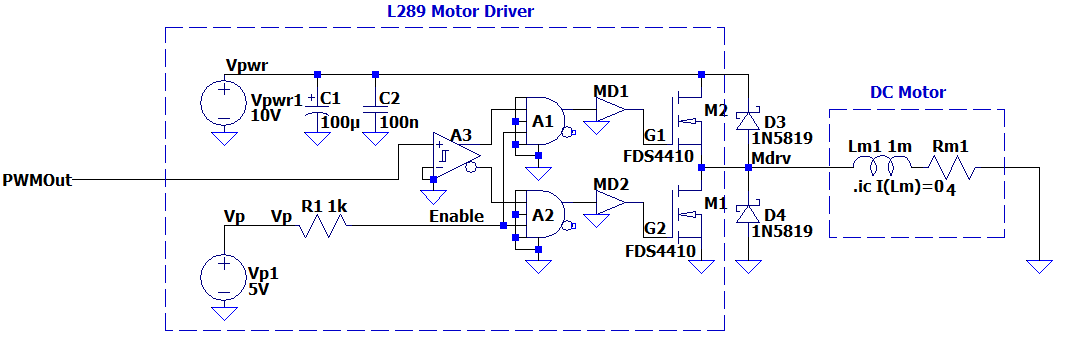 L289 Motor Driver
Vpwr
Vpwr1
10V
+
C1
100µ
C2
100n
MD1
A1
M2
G1
FDS4410
D3
1N5819
Mdrv
DC Motor
Lm1 1m
Rm1
.ic I(Lm)=0
4
A3
PWMOut
Vp
Vp
R1 1k
Enable
A2
MD2
M1
G2
FDS4410
D4
1N5819
Vp1
5V